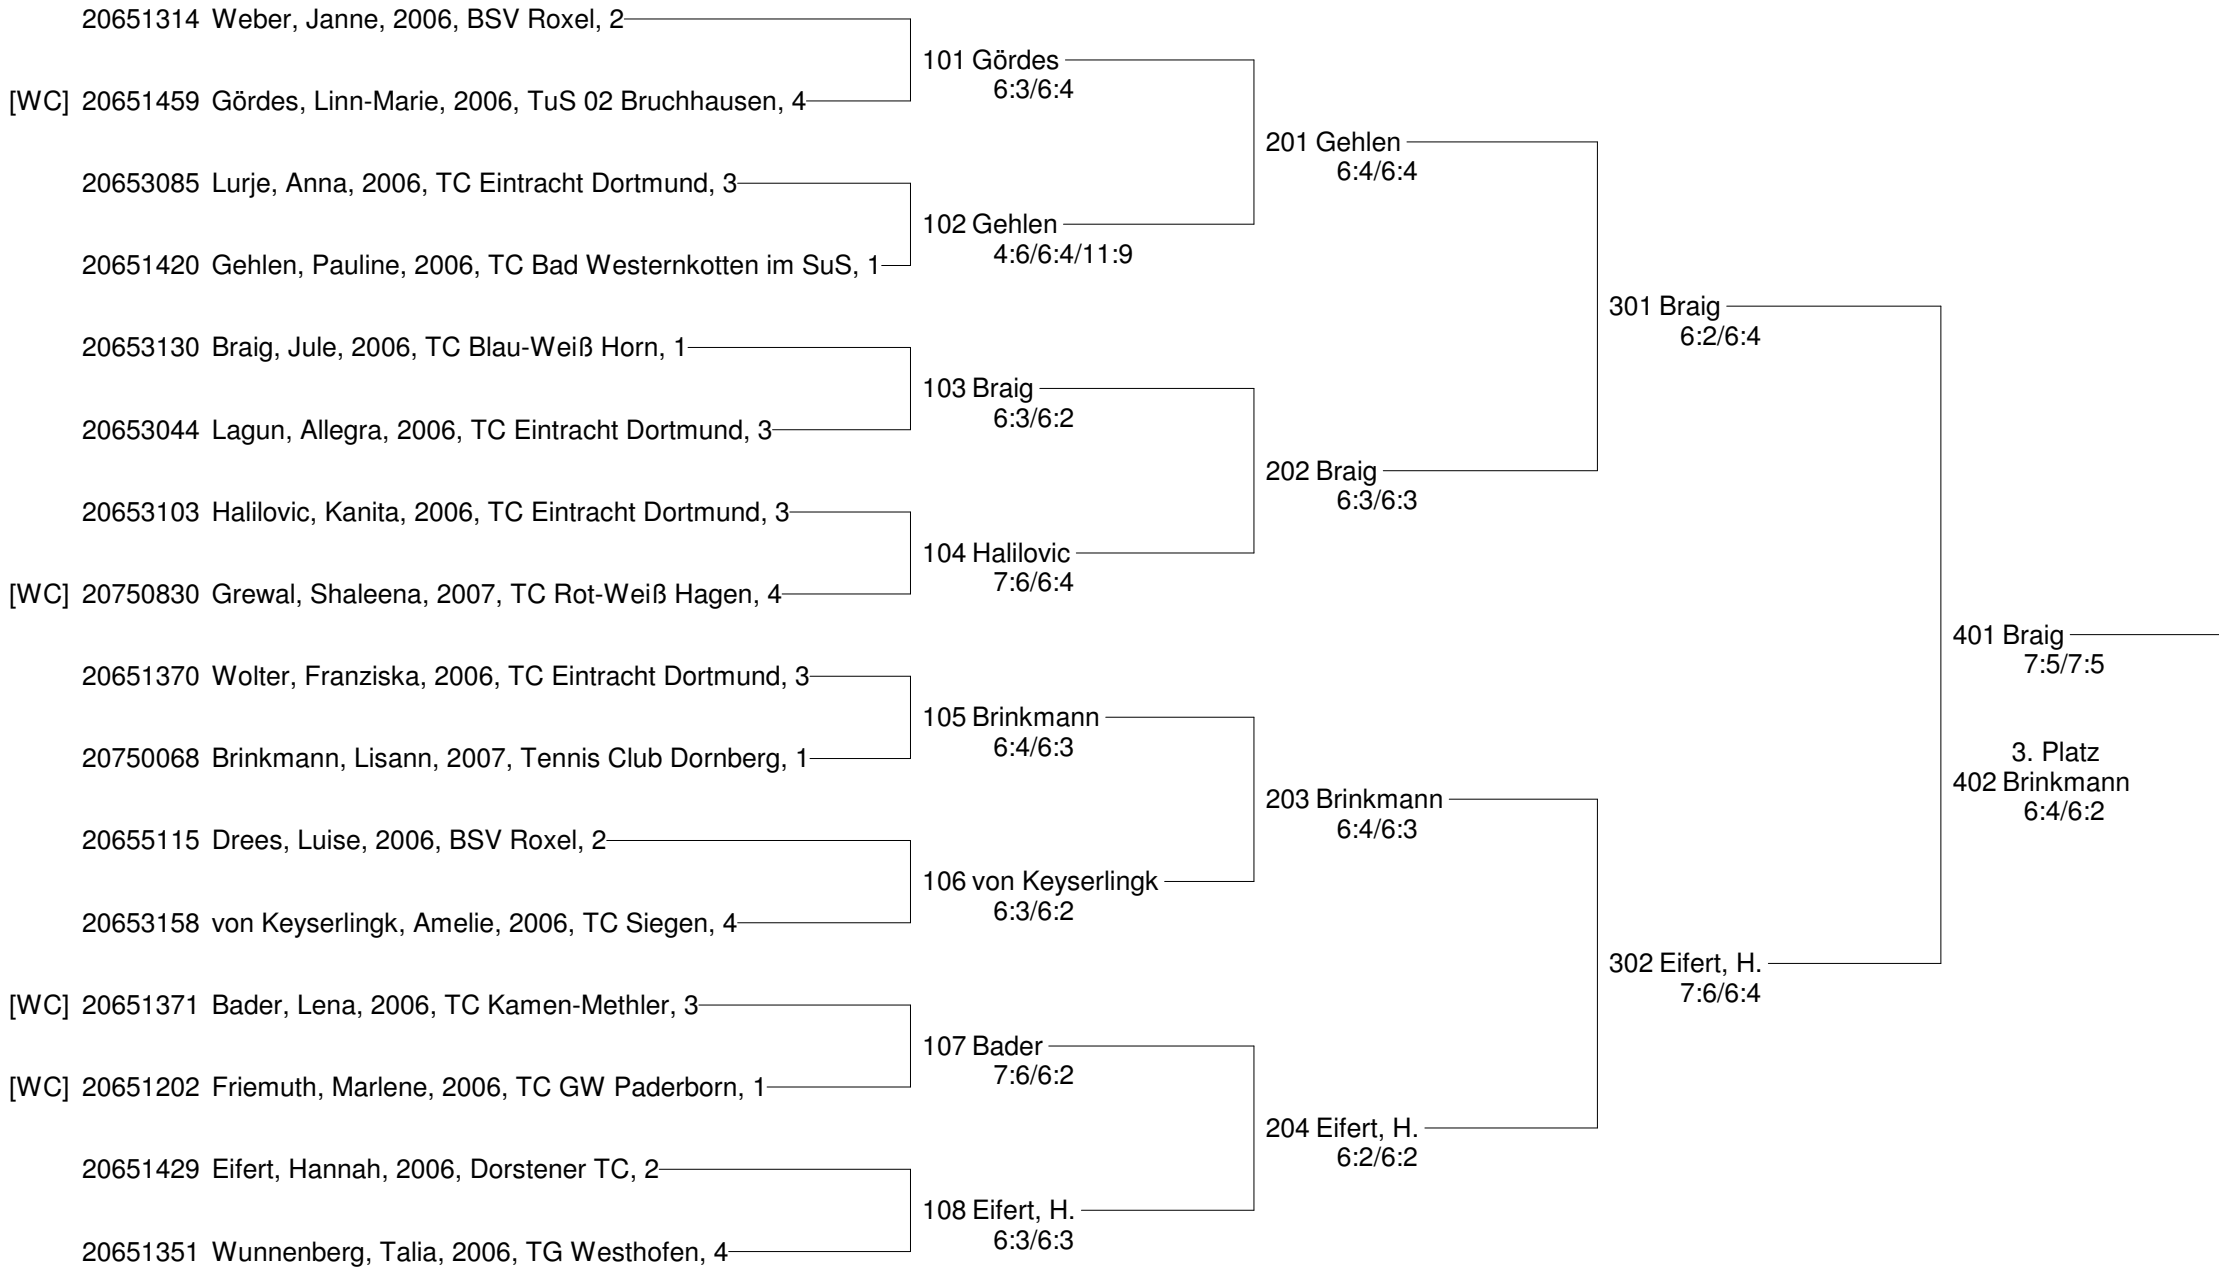 20651314 Weber, Janne, 2006, BSV Roxel, 2
101 Gördes
6:3/6:4
[WC] 20651459 Gördes, Linn-Marie, 2006, TuS 02 Bruchhausen, 4
201 Gehlen
6:4/6:4
20653085 Lurje, Anna, 2006, TC Eintracht Dortmund, 3
102 Gehlen
4:6/6:4/11:9
20651420 Gehlen, Pauline, 2006, TC Bad Westernkotten im SuS, 1
301 Braig
6:2/6:4
20653130 Braig, Jule, 2006, TC Blau-Weiß Horn, 1
103 Braig
6:3/6:2
20653044 Lagun, Allegra, 2006, TC Eintracht Dortmund, 3
202 Braig
6:3/6:3
20653103 Halilovic, Kanita, 2006, TC Eintracht Dortmund, 3
104 Halilovic
7:6/6:4
[WC] 20750830 Grewal, Shaleena, 2007, TC Rot-Weiß Hagen, 4
401 Braig
7:5/7:5
20651370 Wolter, Franziska, 2006, TC Eintracht Dortmund, 3
105 Brinkmann
6:4/6:3
20750068 Brinkmann, Lisann, 2007, Tennis Club Dornberg, 1
3. Platz
402 Brinkmann
6:4/6:2
203 Brinkmann
6:4/6:3
20655115 Drees, Luise, 2006, BSV Roxel, 2
106 von Keyserlingk
6:3/6:2
20653158 von Keyserlingk, Amelie, 2006, TC Siegen, 4
302 Eifert, H.
7:6/6:4
[WC] 20651371 Bader, Lena, 2006, TC Kamen-Methler, 3
107 Bader
7:6/6:2
[WC] 20651202 Friemuth, Marlene, 2006, TC GW Paderborn, 1
204 Eifert, H.
6:2/6:2
20651429 Eifert, Hannah, 2006, Dorstener TC, 2
108 Eifert, H.
6:3/6:3
20651351 Wunnenberg, Talia, 2006, TG Westhofen, 4